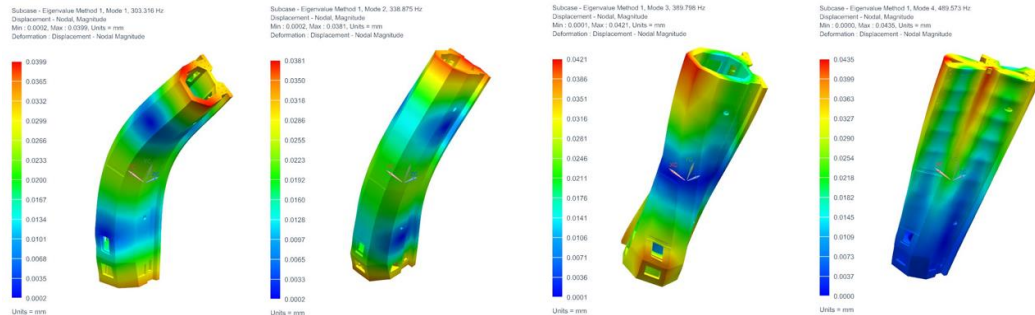 Subcase - Eigenvalue Method 1, Mode 1, 303.316 Hz
Displacement - Nodal, Magnitude
Min : 0.0002, Max : 0.0399, Units = mm
Deformation : Displacement - Nodal Magnitude
0.0399
0.0365
0.0332
0.0299
0.0266
0.0233
0.0200
0.0167
0.0134
0.0101
0.0068
0.0035
0.0002
Units = mm
Subcase - Eigenvalue Method 1, Mode 2, 338.875 Hz
Displacement - Nodal, Magnitude
Min : 0.0002, Max : 0.0381, Units = mm
Deformation : Displacement - Nodal Magnitude
0.0381
0.0350
0.0318
0.0286
0.0255
0.0223
0.0191
0.0160
0.0128
0.0097
0.0065
0.0033
0.0002
Units = mm
Subcase - Eigenvalue Method 1, Mode 3, 389.798 Hz
Displacement - Nodal, Magnitude
Min : 0.0001, Max : 0.0421, Units = mm
Deformation : Displacement - Nodal Magnitude
0.0421
0.0386
0.0351
0.0316
0.0281
0.0246
0.0211
0.0176
0.0141
0.0106
0.0071
0.0036
0.0001
Units = mm
Subcase - Eigenvalue Method 1, Mode 4, 489.573 Hz
Displacement - Nodal, Magnitude
Min : 0.0000, Max : 0.0435, Units = mm
Deformation : Displacement - Nodal Magnitude
0.0435
0.0399
0.0363
0.0327
0.0290
0.0254
0.0218
0.0182
0.0145
0.0109
0.0073
0.0037
0.0000
Units = mm